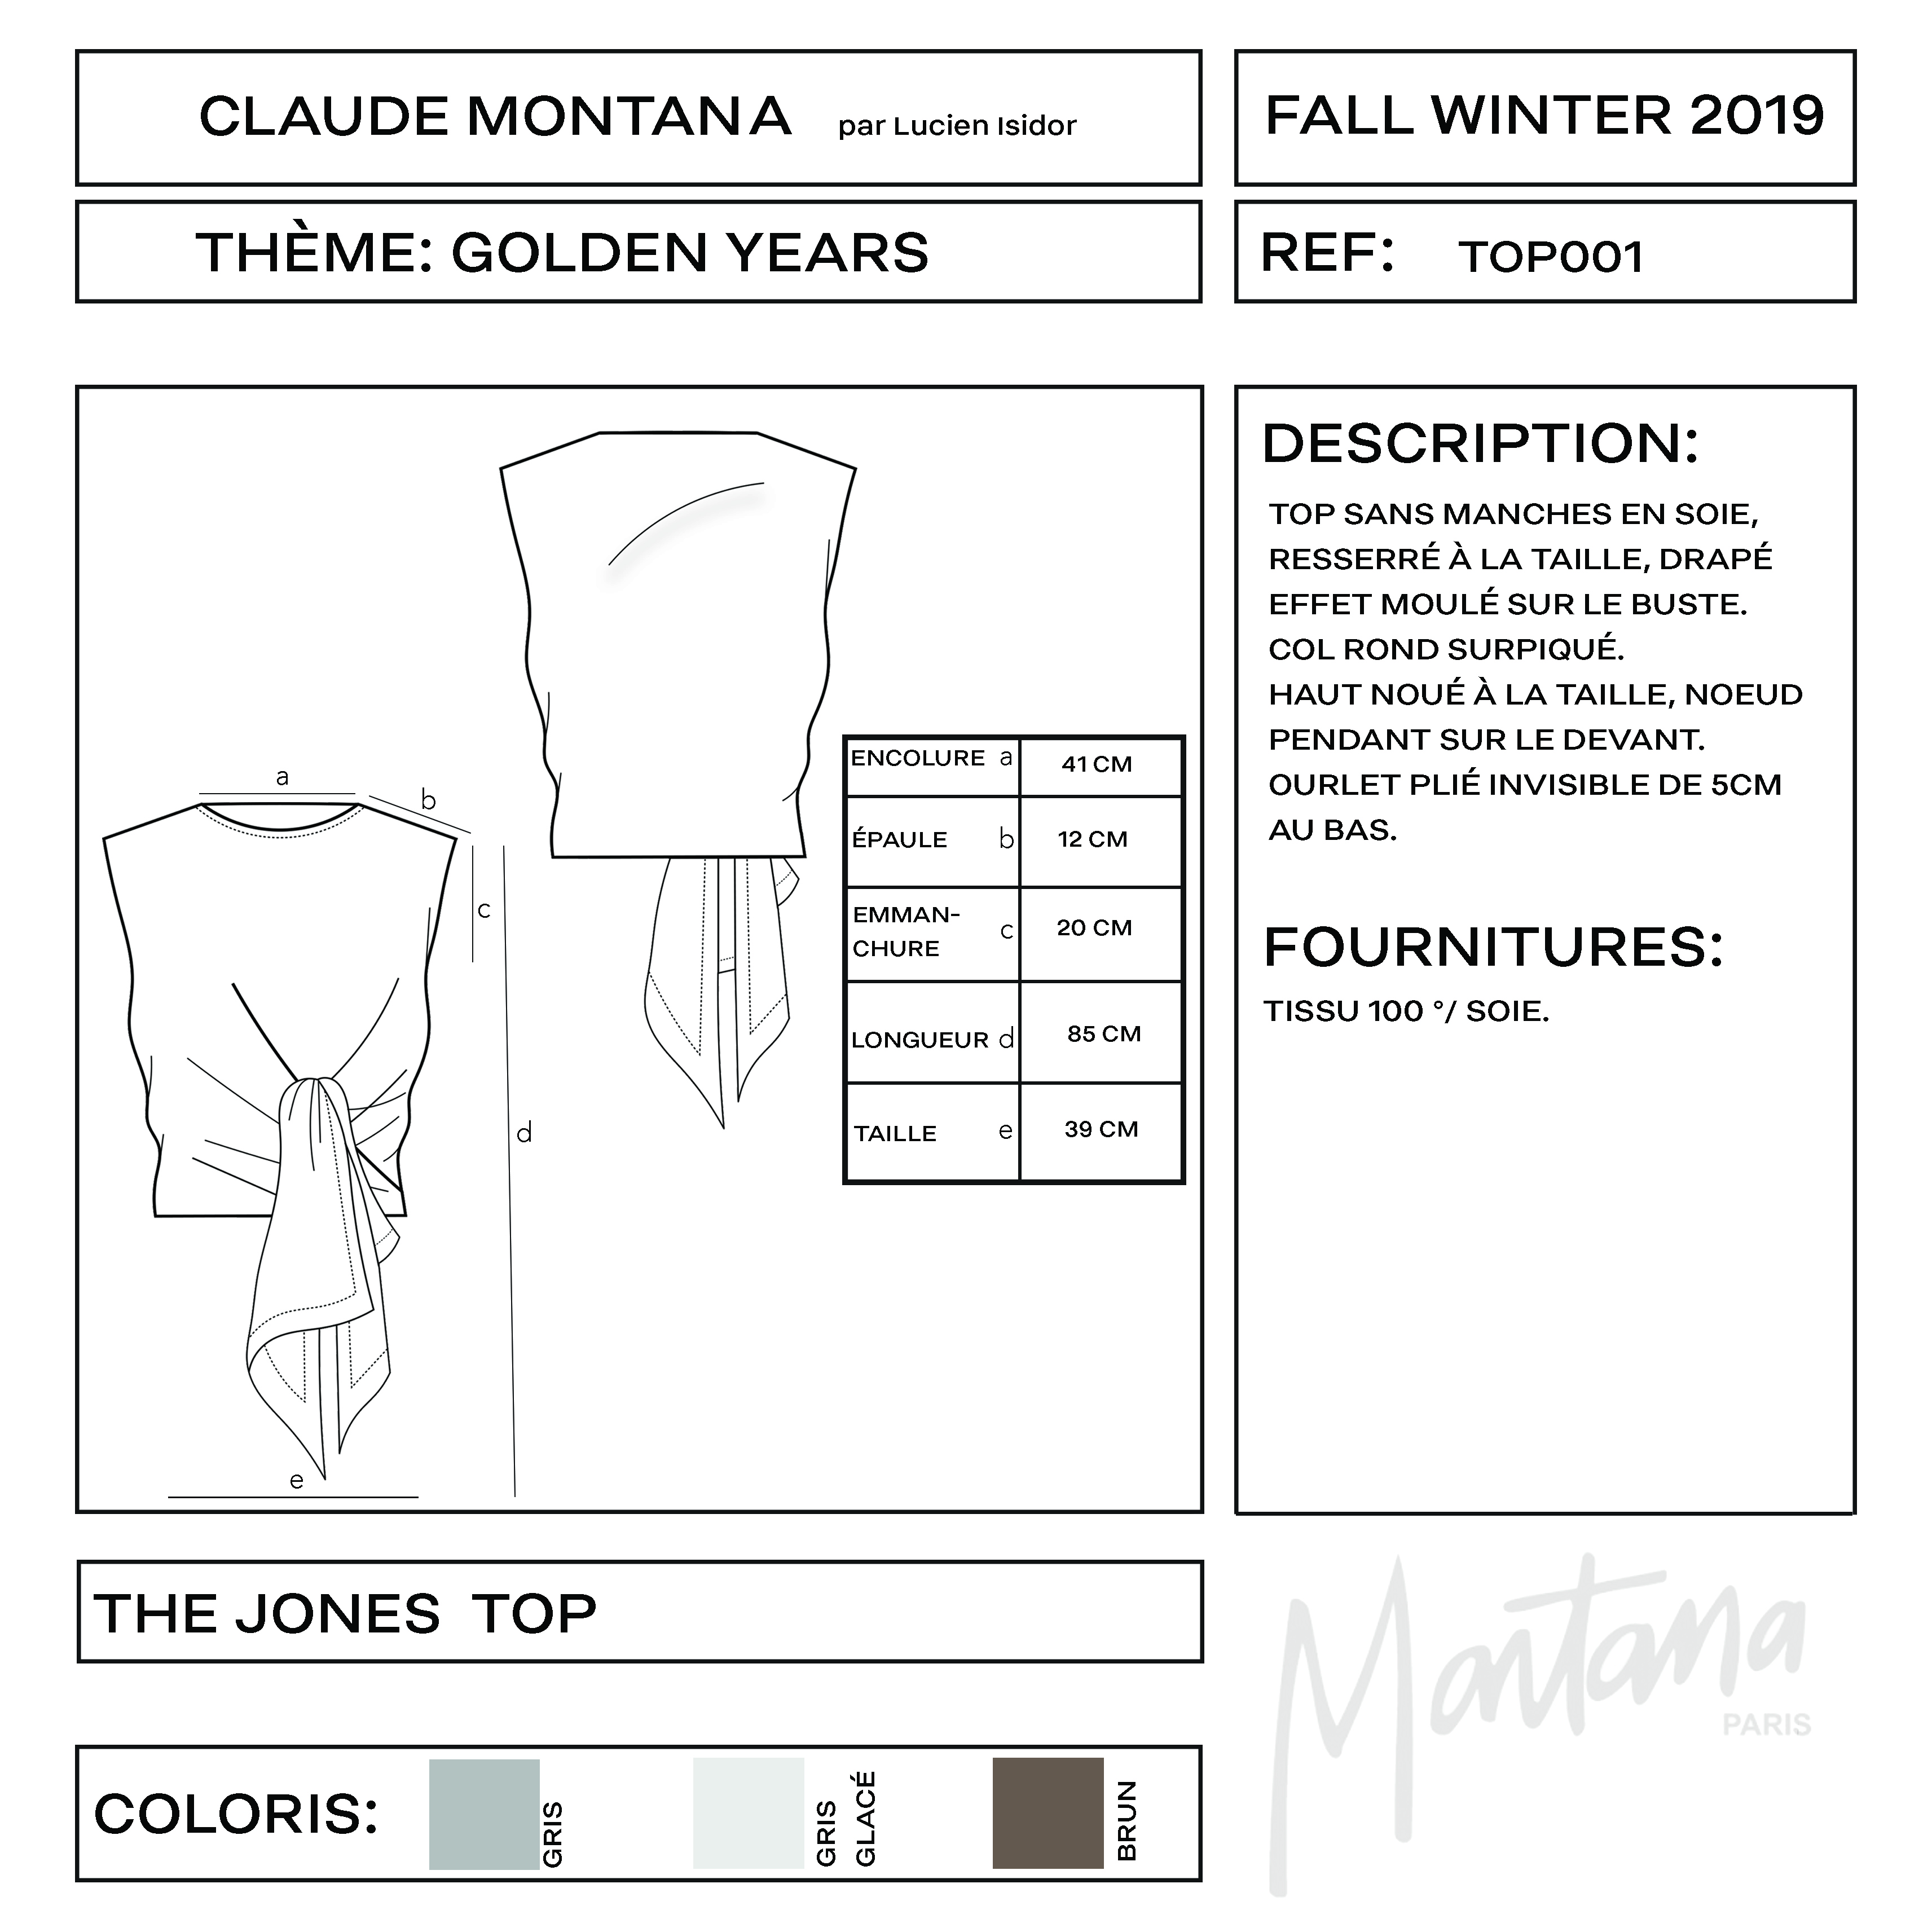 CLAUDE MONTANA par Lucien Isidor
FALL WINTER 2019
THÈME: GOLDEN YEARS
REF: TOP001
a
b
c
d
e
ENCOLURE a 41 CM
ÉPAULE b 12 CM
EMMAN-
CHURE c 20 CM
LONGUEUR d 85 CM
TAILLE e 39 CM
DESCRIPTION:
TOP SANS MANCHES EN SOIE,
RESSERRÉ À LA TAILLE, DRAPÉ
EFFET MOULÉ SUR LE BUSTE.
COL ROND SURPIQUÉ.
HAUT NOUÉ À LA TAILLE, NOEUD
PENDANT SUR LE DEVANT.
OURLET PLIÉ INVISIBLE DE 5CM
AU BAS.
FOURNITURES:
TISSU 100 °/ SOIE.
THE JONES TOP
COLORIS:
GRIS
GRIS
GLACÉ
BRUN
Montana
PARIS